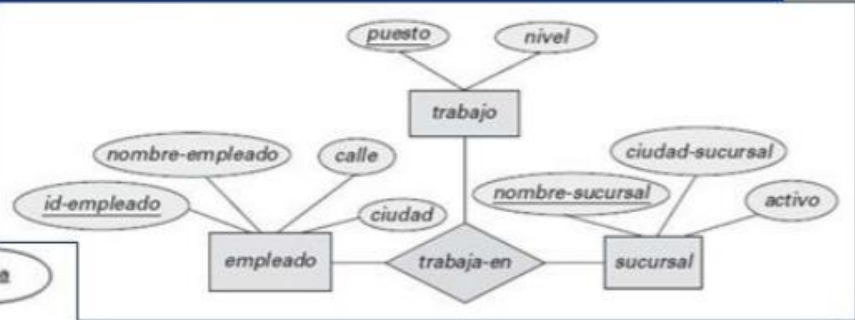 puesto
nivel
trabajo
nombre-empleado
calle
ciudad-sucursal
id-empleado
ciudad
nombre-sucursal
activo
empleado
trabaja-en
sucursal